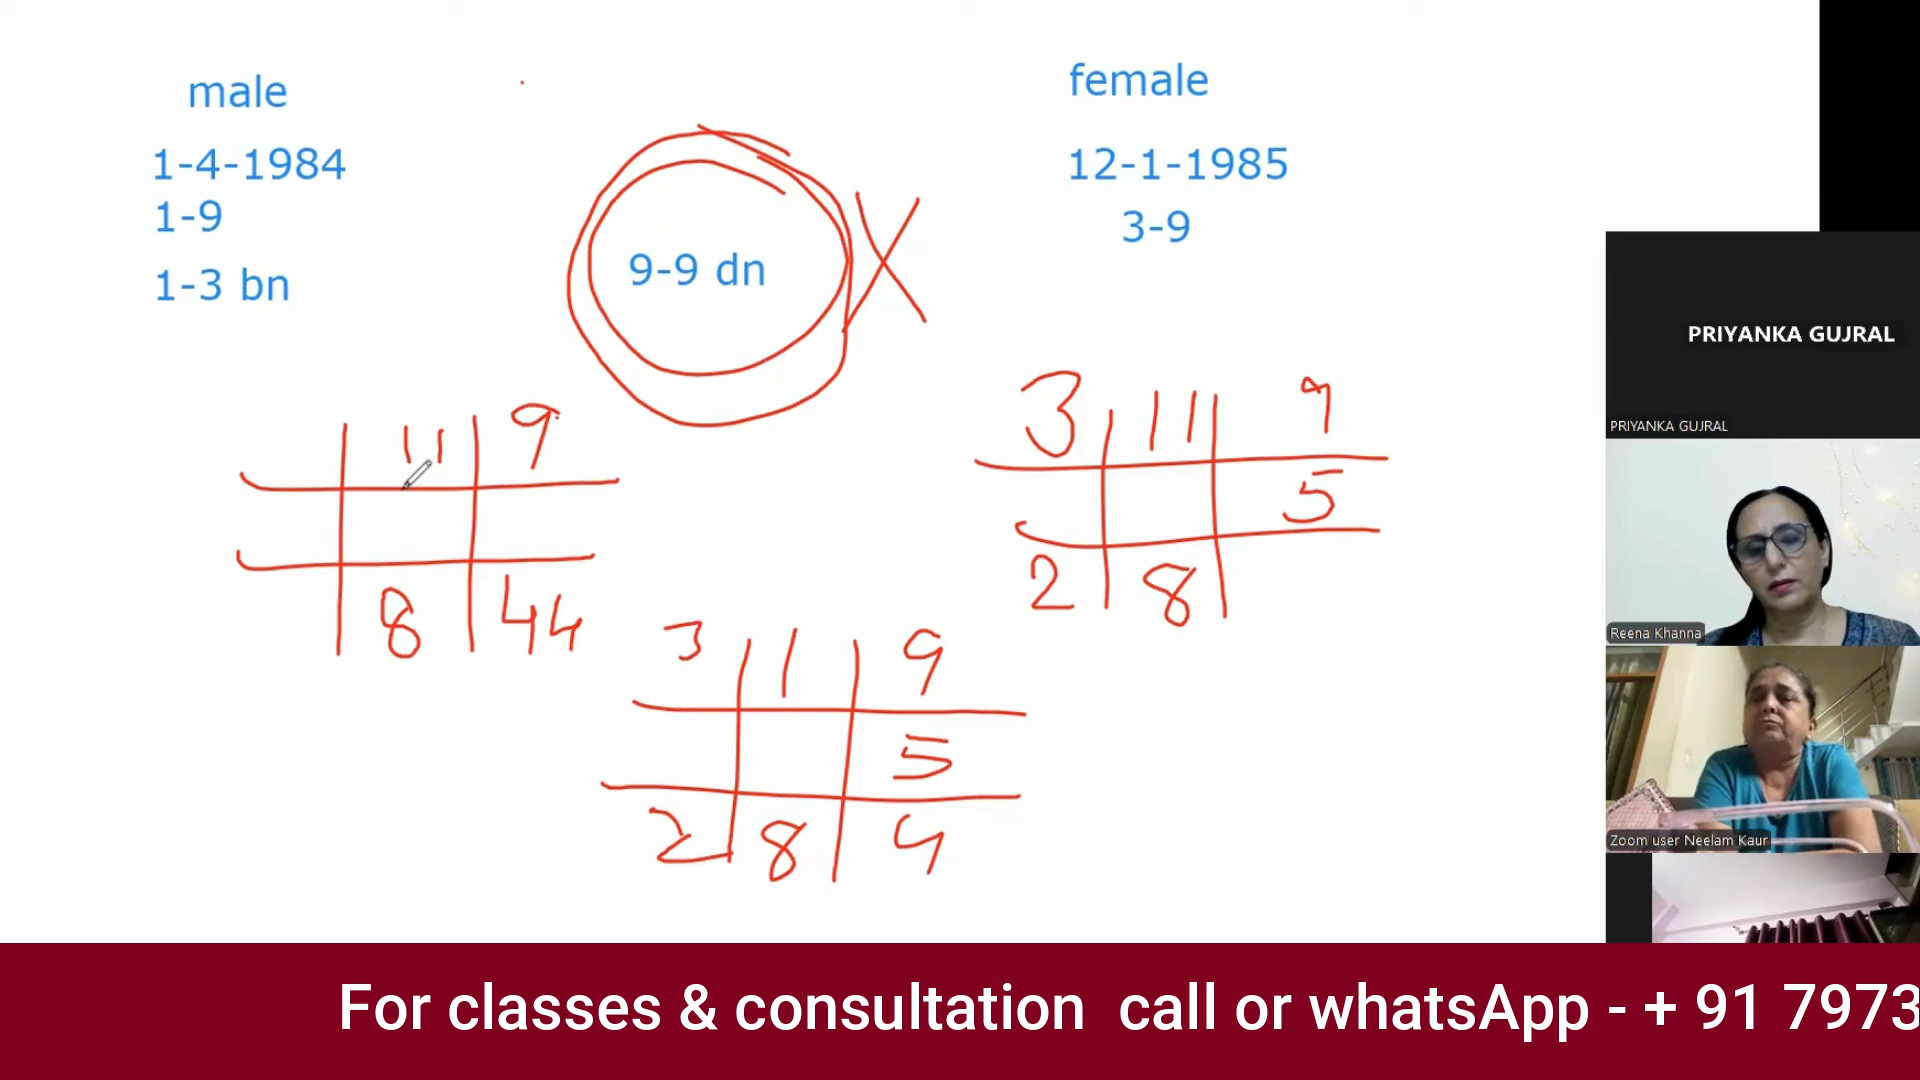 male
1-4-1984
1-9
1-3 bn
9-9 dn
X
female
12-1-1985
3-9
11 9
8 44
3 11 9
5
2 8
3 1 9
5
2 8 4
PRIYANKA GUJRAL
PRIYANKA GUJRAL
Reena Khanna
Zoom user Neelam Kaur
For classes & consultation call or whatsApp - + 91 7973